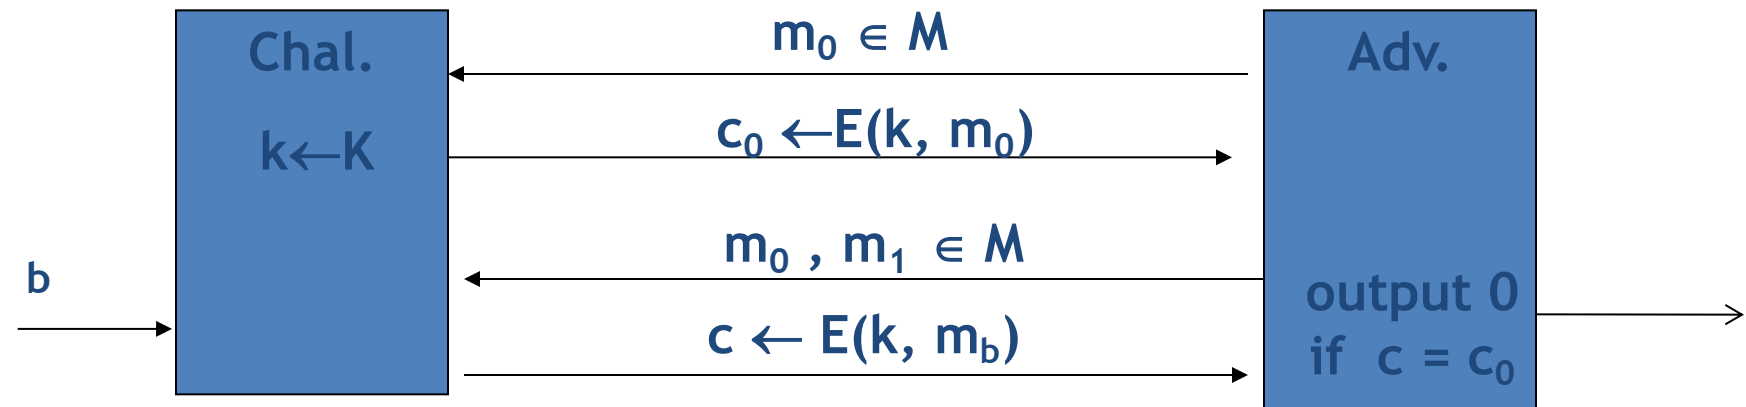 Chal.
k←K
b
m₀ ∈ M
c₀ ←E(k, m₀)
m₀ , m₁ ∈ M
c ← E(k, m_b)
Adv.
output 0
if c = c₀